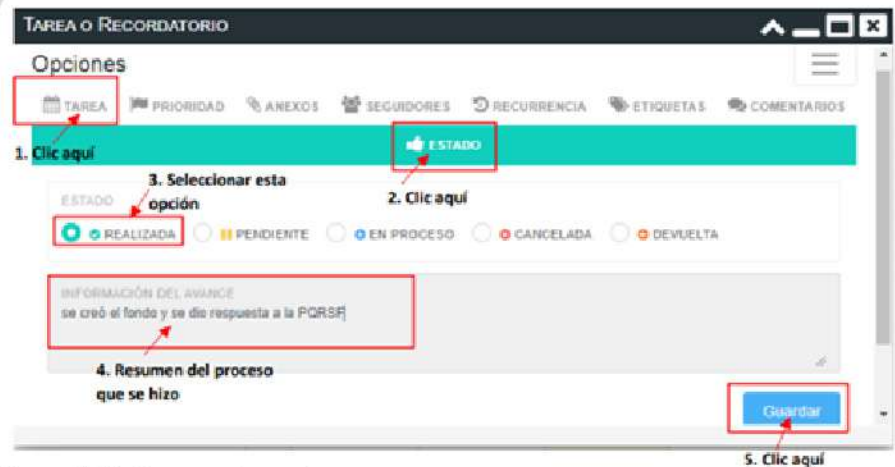 TAREA O RECORDATORIO
Opciones
TAREA PRIORIDAD ANEXOS SEGUIDORES RECURRENCIA ETIQUETAS COMENTARIOS
1. Clic aquí
ESTADO
3. Seleccionar esta
opción
2. Clic aquí
ESTADO
REALIZADA PENDIENTE EN PROCESO CANCELADA DEVUELTA
INFORMACIÓN DEL AVANCE
se creó el fondo y se dio respuesta a la PQRSF
4. Resumen del proceso
que se hizo
Guardar
5. Clic aquí